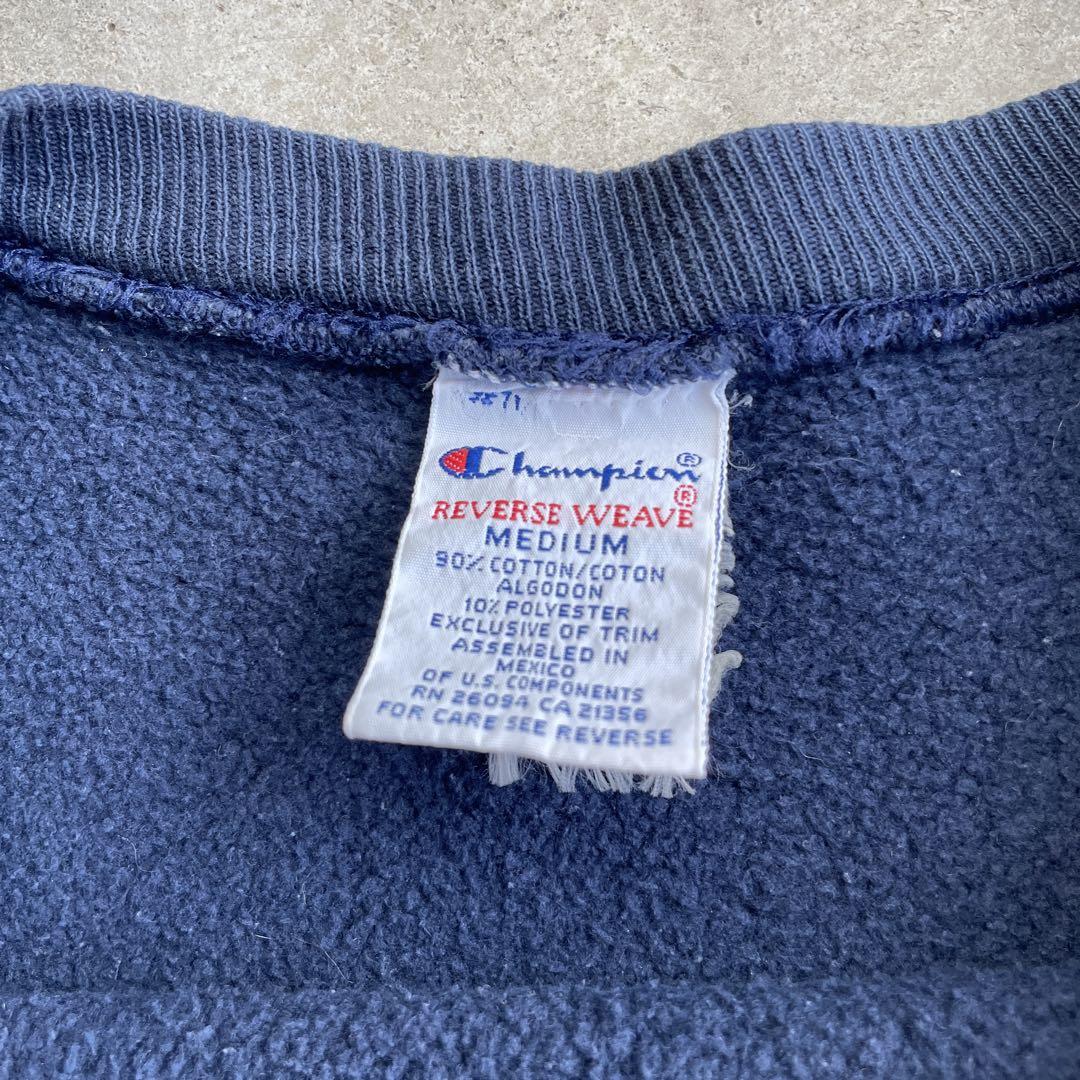 7571
Champion®
REVERSE WEAVE®
MEDIUM
90% COTTON/COTON
ALGODON
10% POLYESTER
EXCLUSIVE OF TRIM
ASSEMBLED IN
MEXICO
OF U.S. COMPONENTS
RN 26094 CA 21356
FOR CARE SEE REVERSE